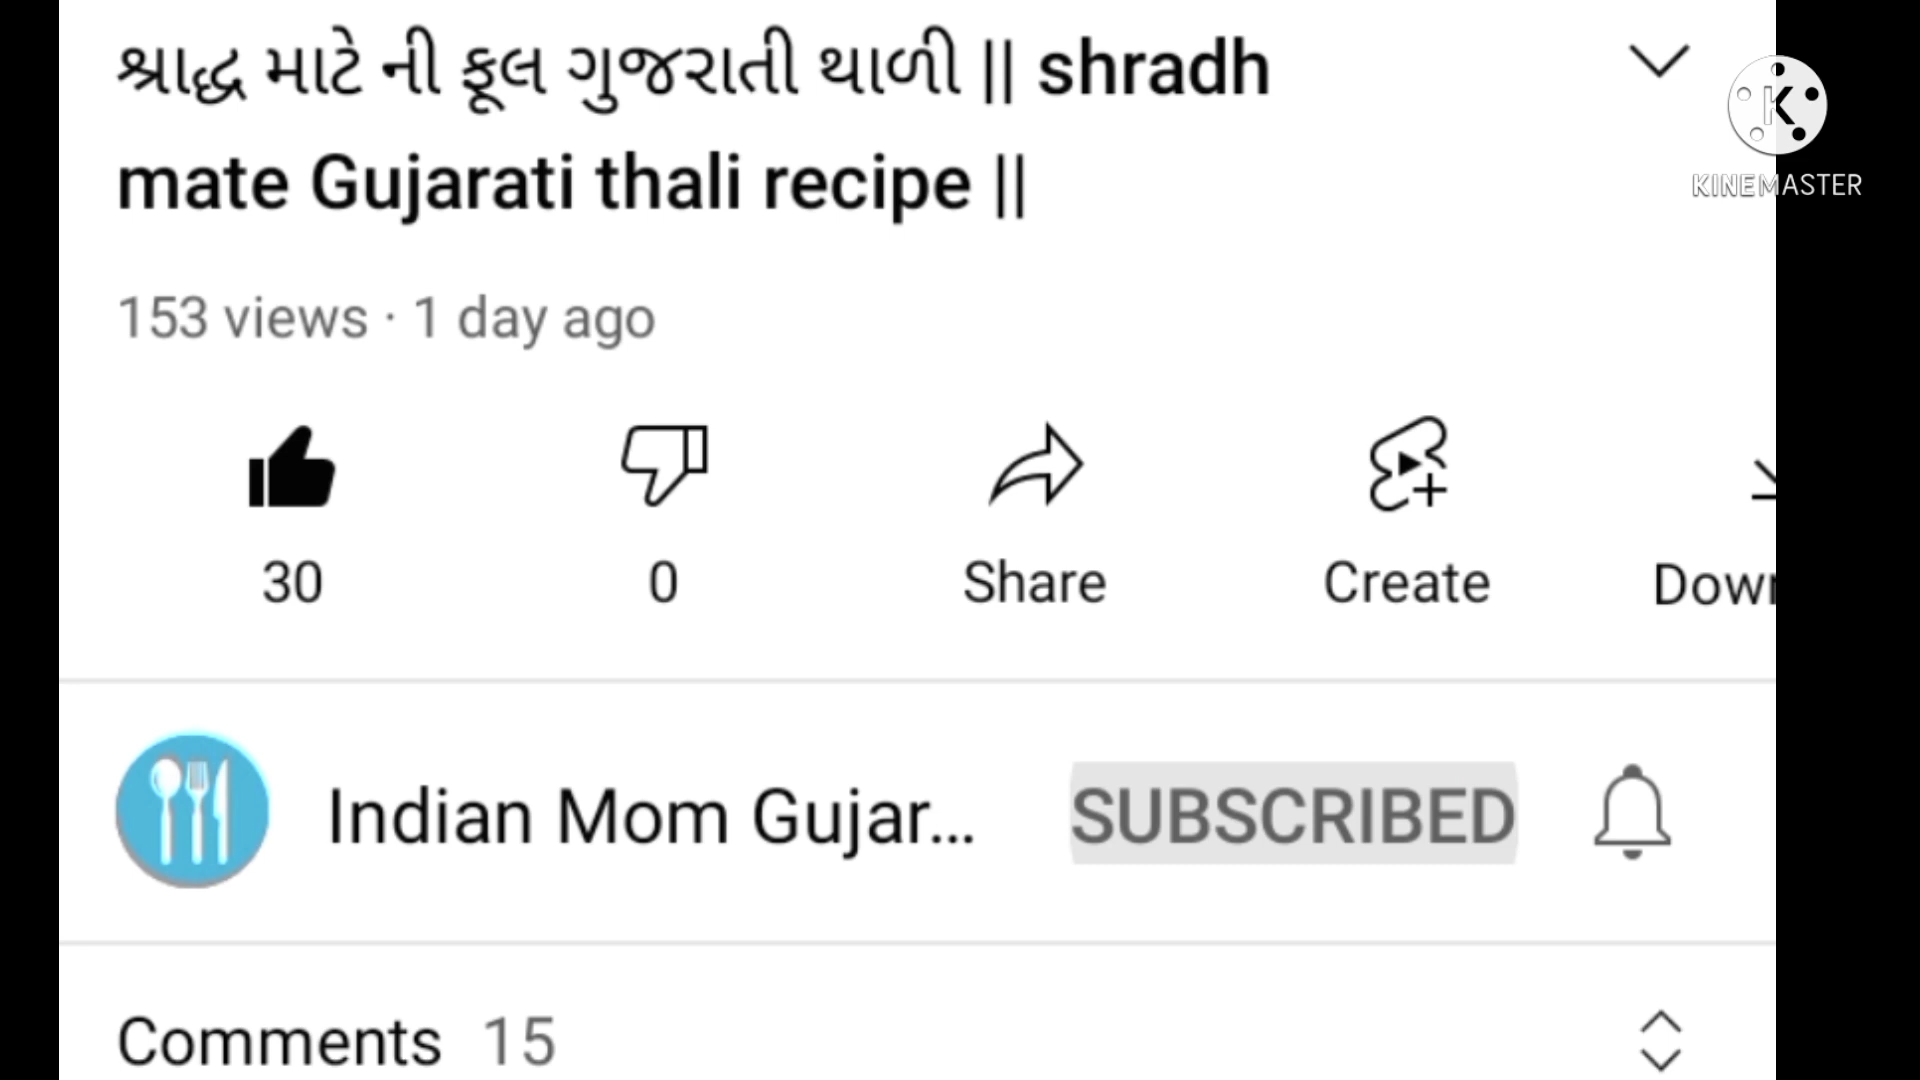 શ્રાદ્ધ માટે ની ફૂલ ગુજરાતી થાળી || shradh
mate Gujarati thali recipe ||
KINEMASTER
153 views · 1 day ago
30 0 Share Create Down
Indian Mom Gujar... SUBSCRIBED
Comments 15